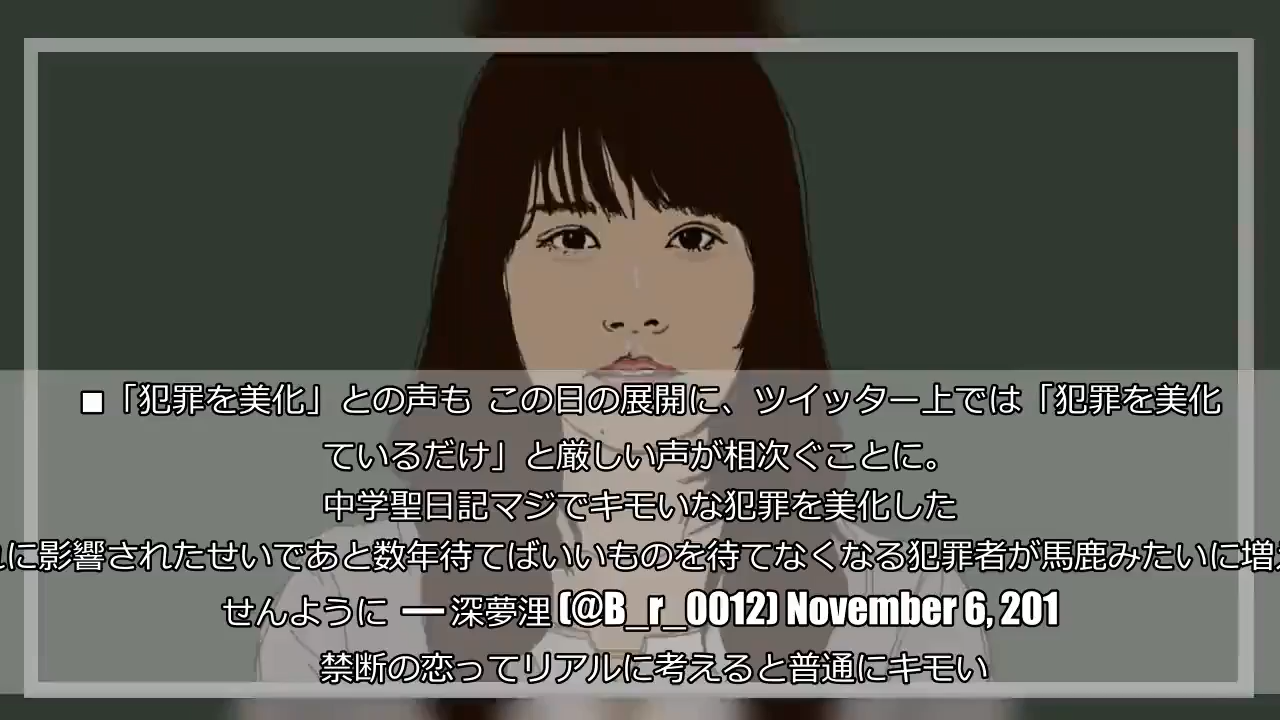 ■「犯罪を美化」との声も この日の展開に、ツイッター上では「犯罪を美化
ているだけ」と厳しい声が相次ぐことに。
中学聖日記マジでキモいな犯罪を美化した
に影響されたせいであと数年待てばいいものを待てなくなる犯罪者が馬鹿みたいに増
せんように — 深夢浬 (@B_r_0012) November 6, 201
禁断の恋ってリアルに考えると普通にキモい